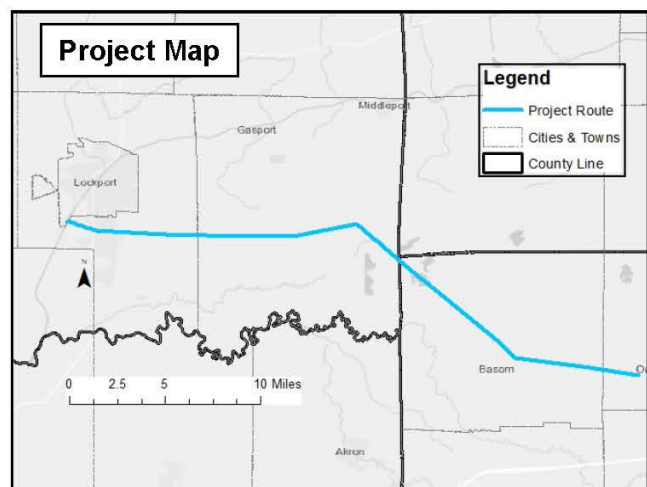 Project Map
Legend
Project Route
Cities & Towns
County Line
Middleport
Gasport
Lockport
N
0 2.5 5 10 Miles
Basom
Akron